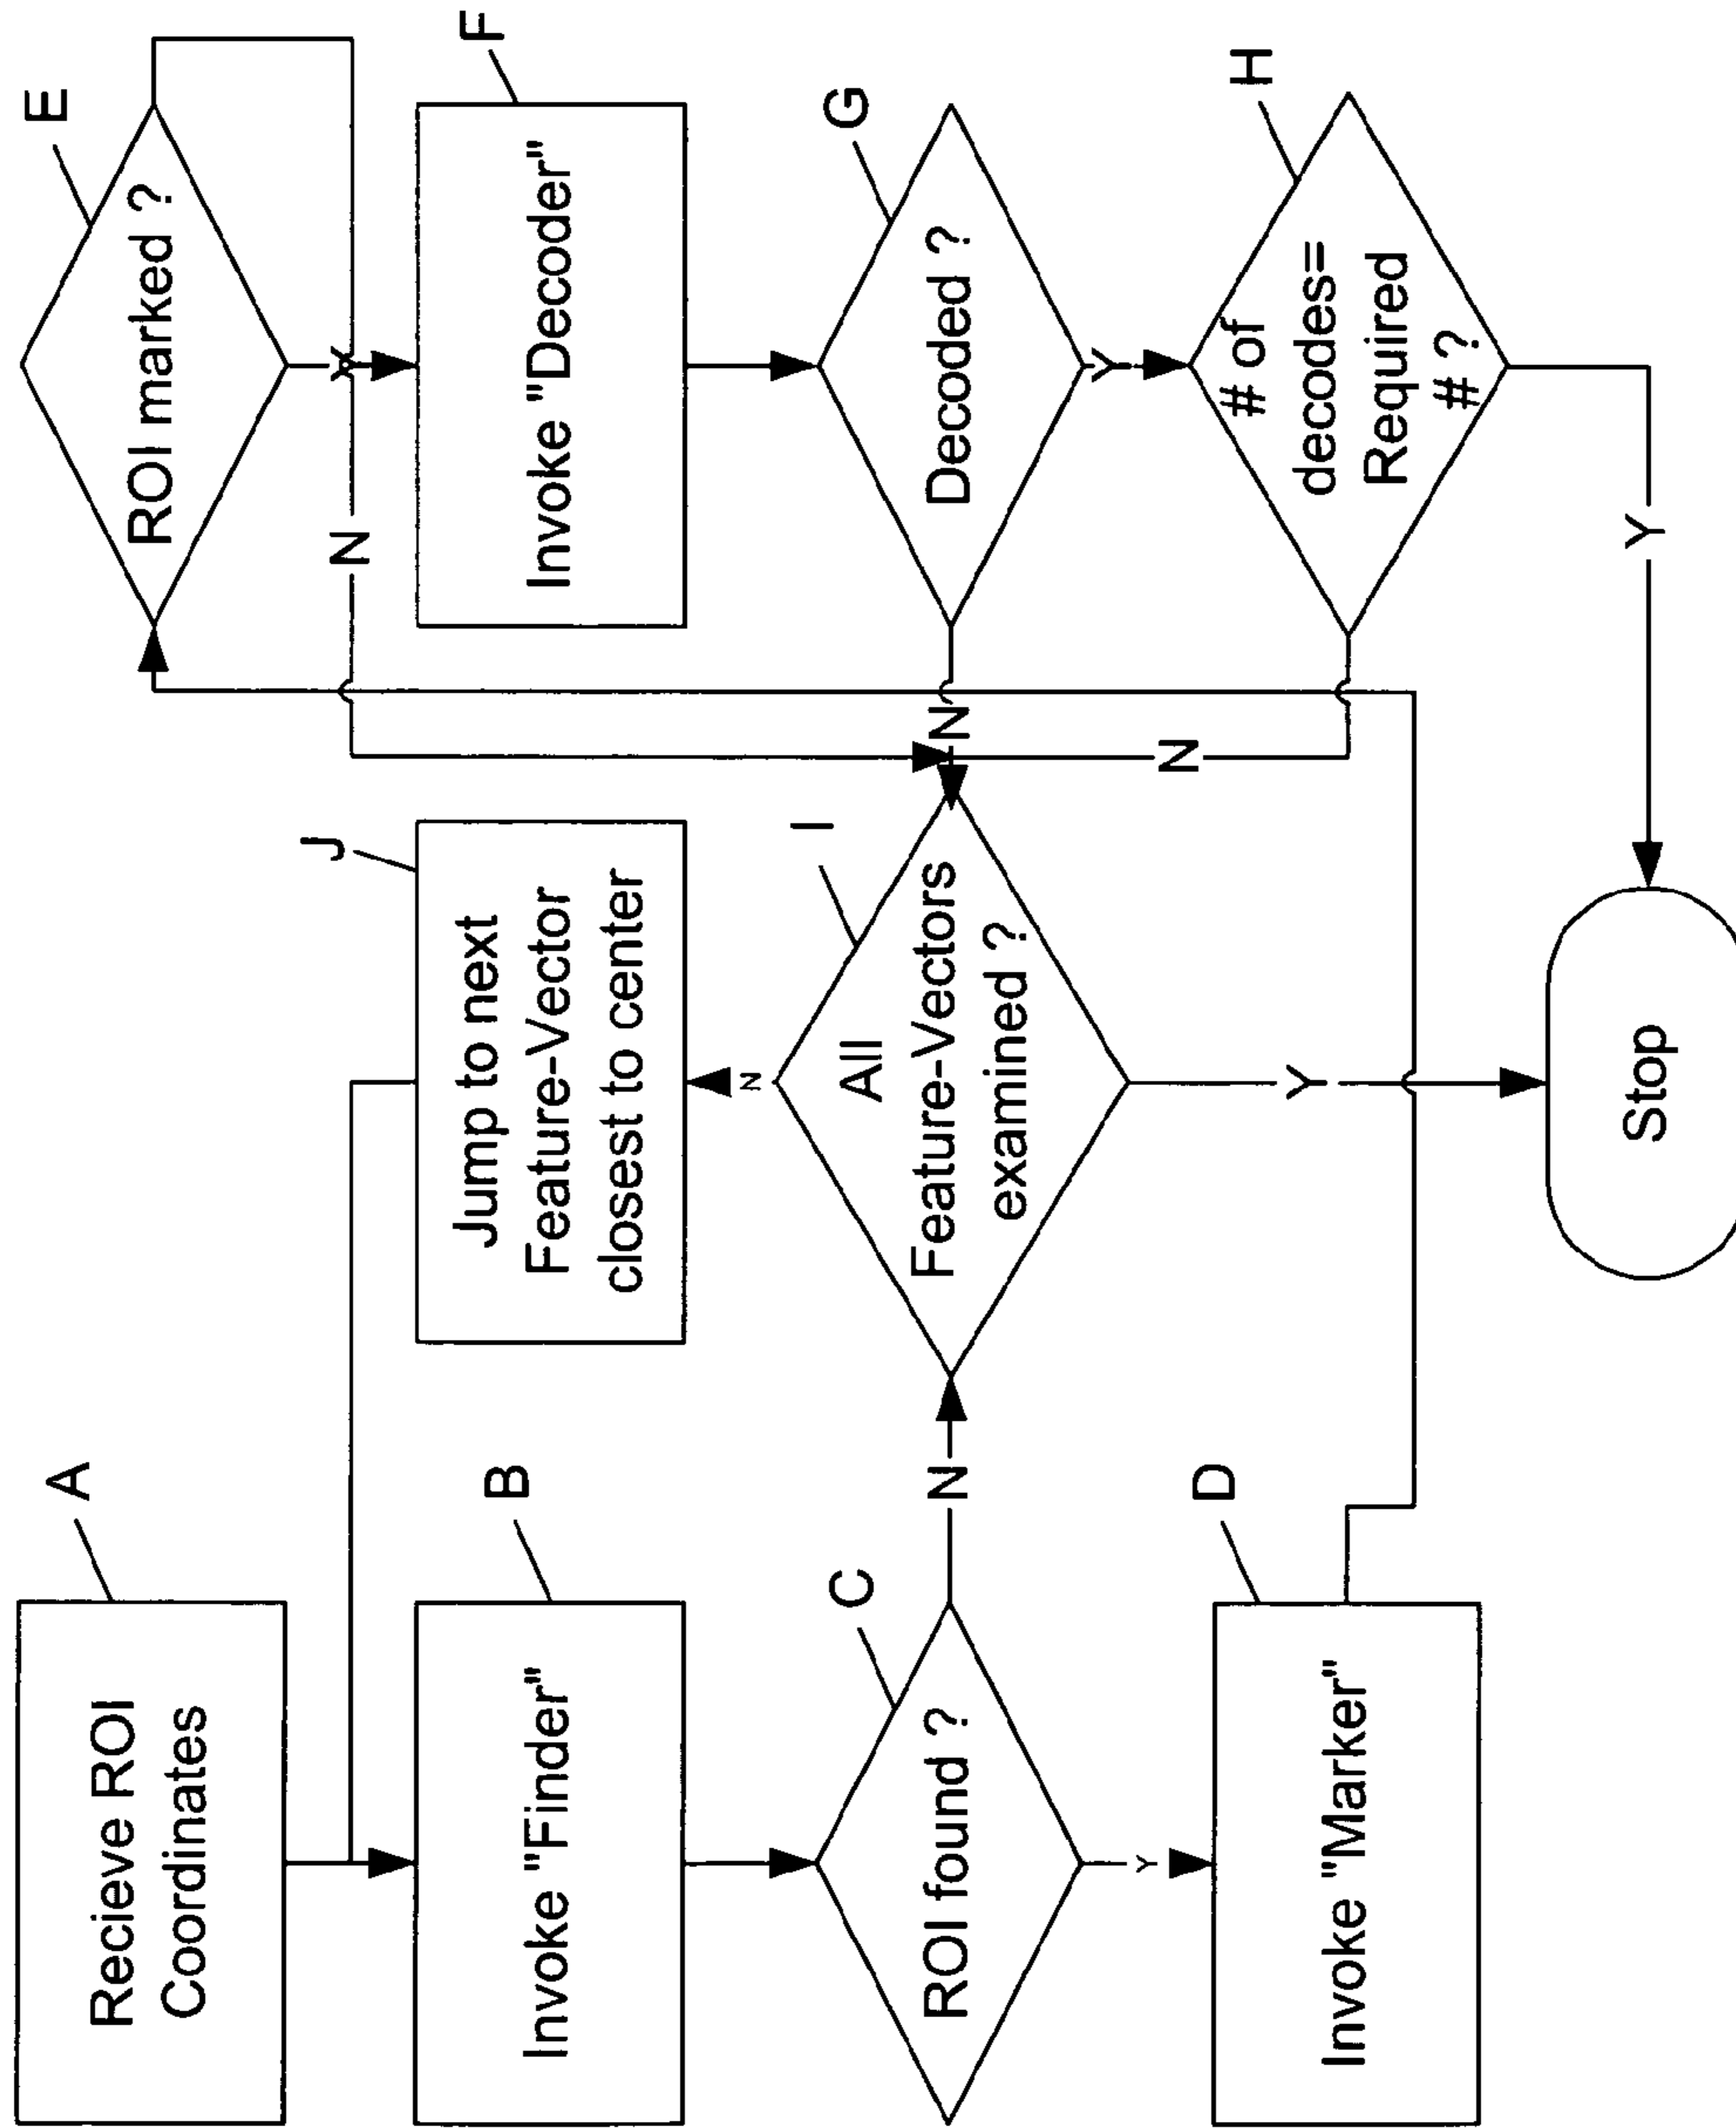 A
Recieve ROI
Coordinates
B
Invoke "Finder"
C
ROI found ?
N
Y
D
Invoke "Marker"
J
Jump to next
Feature-Vector
closest to center
N
I
All
Feature-Vectors
examined ?
Y
Stop
E
ROI marked ?
N
F
Invoke "Decoder"
G
Decoded ?
N
Y
H
# of
decodes=
Required
# ?
N
Y